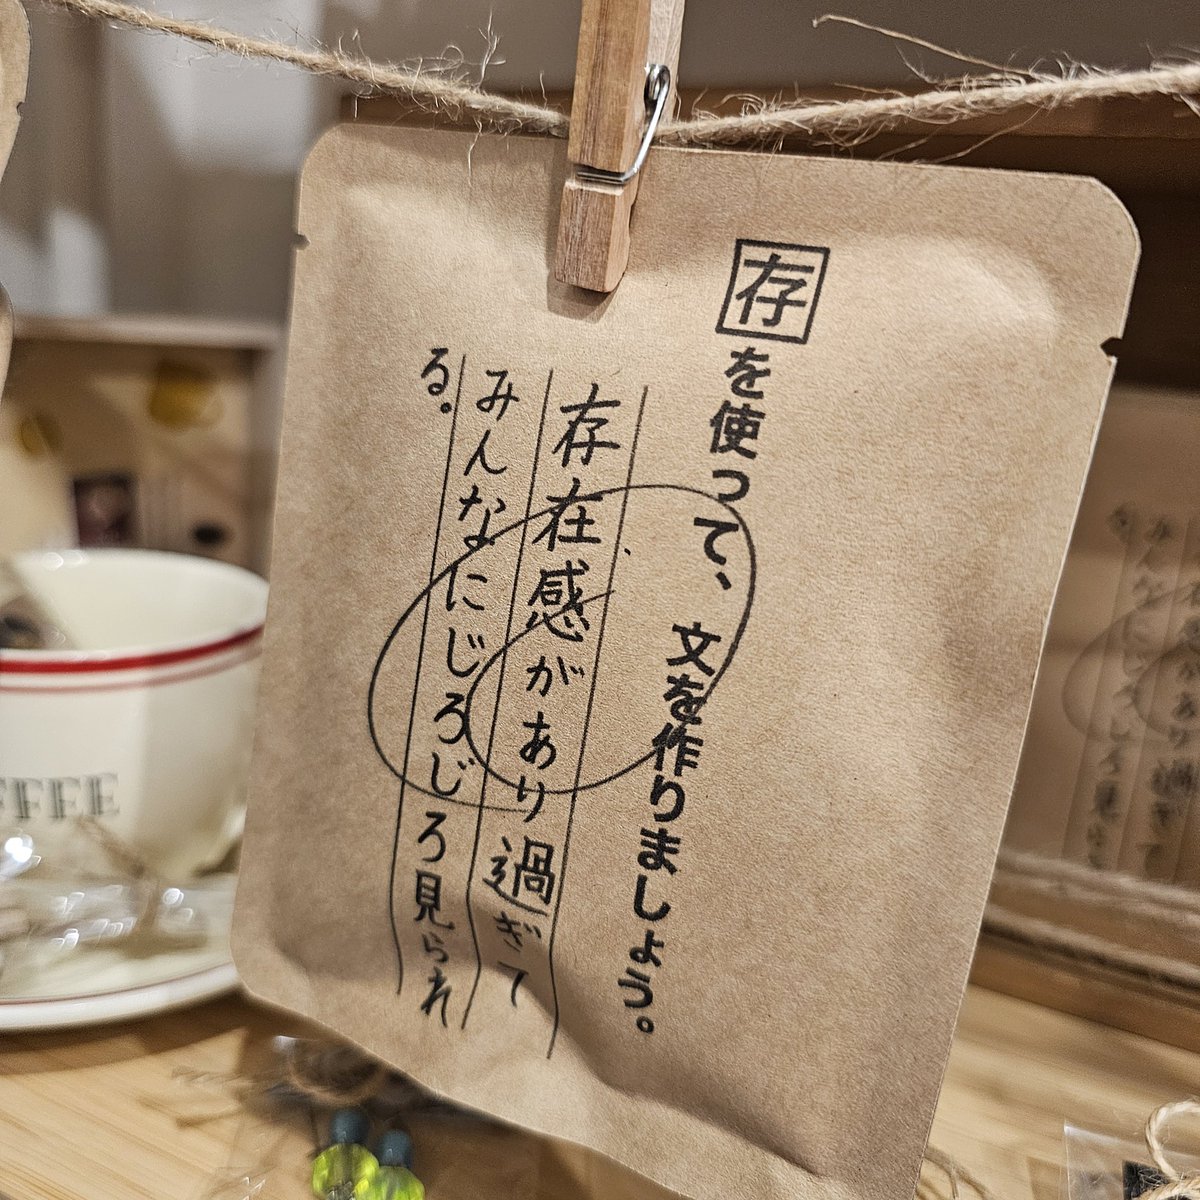 存を使って、文を作りましょう。
存在感があり過ぎて
みんなにじろじろ見られ
る。